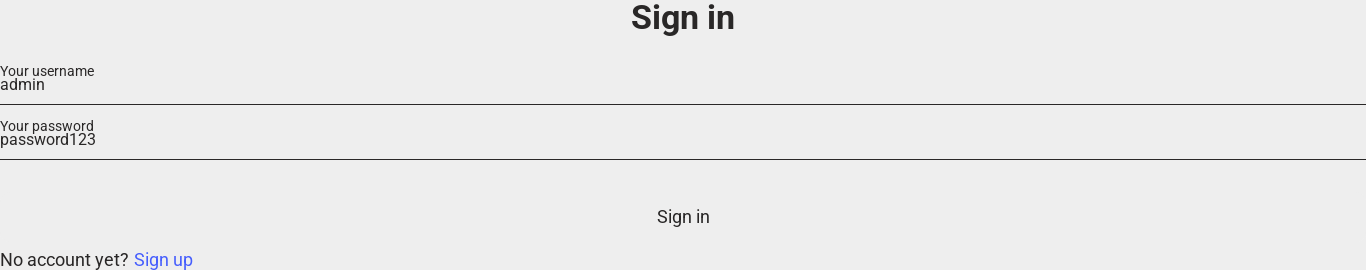 Sign in
Your username
admin
Your password
password123
Sign in
No account yet? Sign up